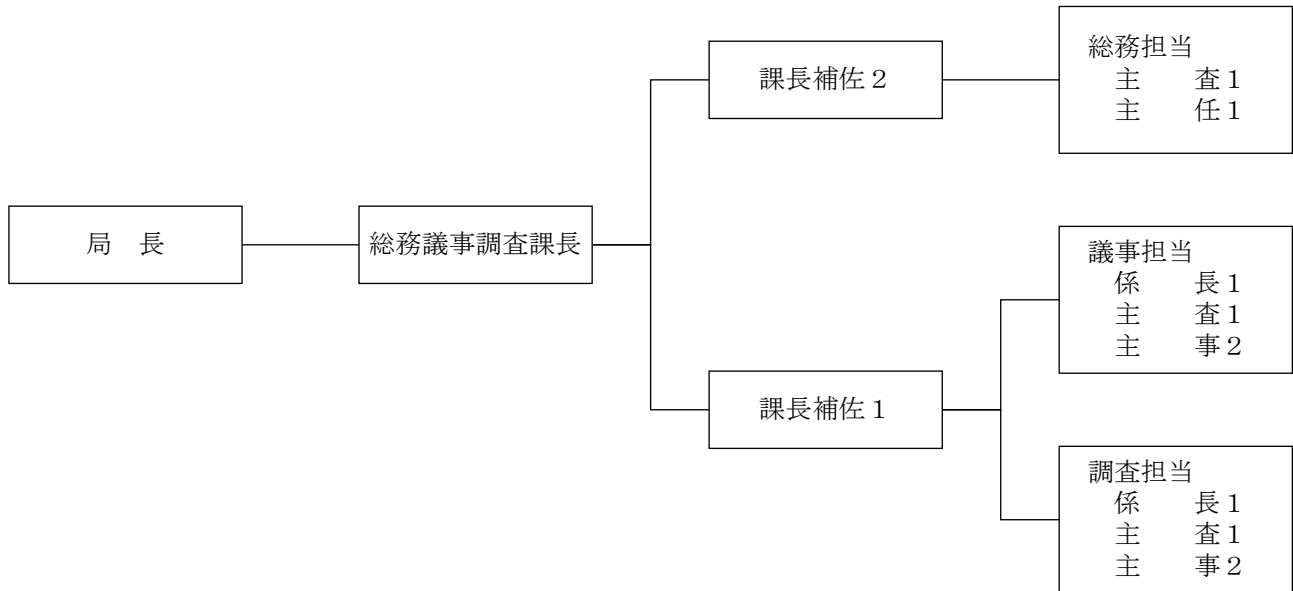 局　長
総務議事調査課長
課長補佐２
総務担当
主　　査１
主　　任１
課長補佐１
議事担当
係　　長１
主　　査１
主　　事２
調査担当
係　　長１
主　　査１
主　　事２